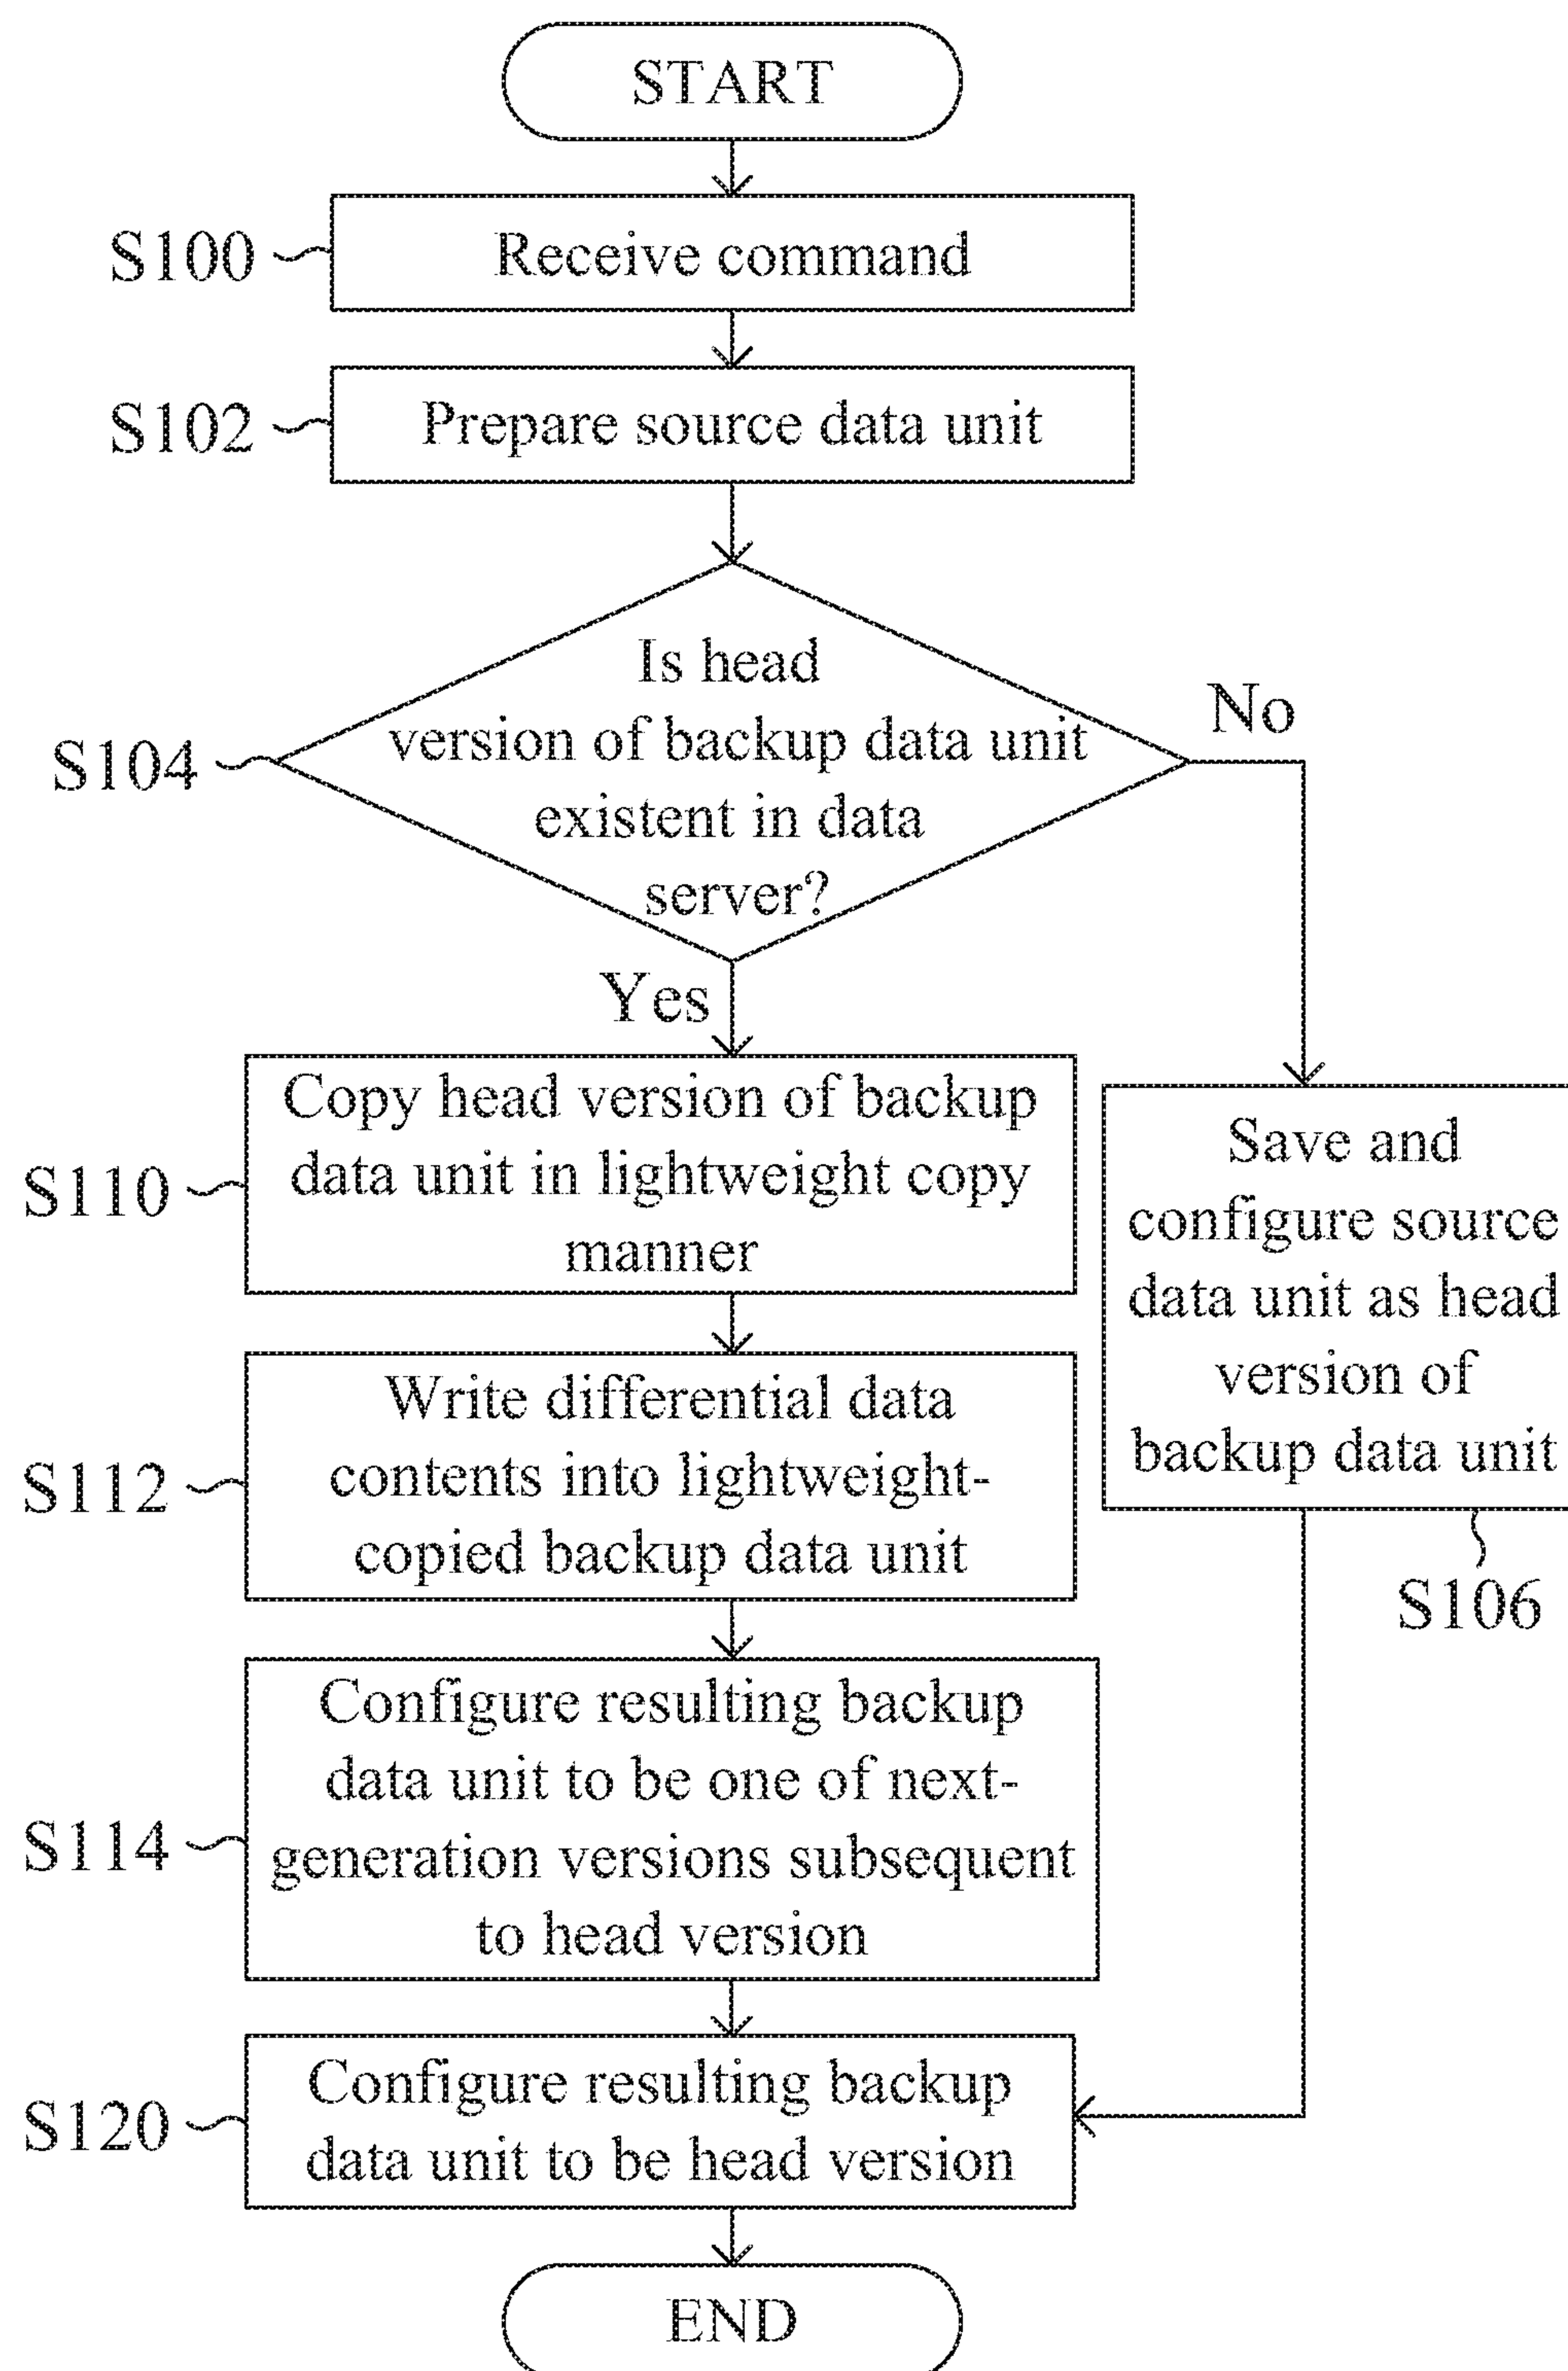 START
S100
Receive command
S102
Prepare source data unit
S104
Is head
version of backup data unit
existent in data
server?
No
Yes
S110
Copy head version of backup
data unit in lightweight copy
manner
Save and
configure source
data unit as head
version of
backup data unit
S106
S112
Write differential data
contents into lightweight-
copied backup data unit
S114
Configure resulting backup
data unit to be one of next-
generation versions subsequent
to head version
S120
Configure resulting backup
data unit to be head version
END